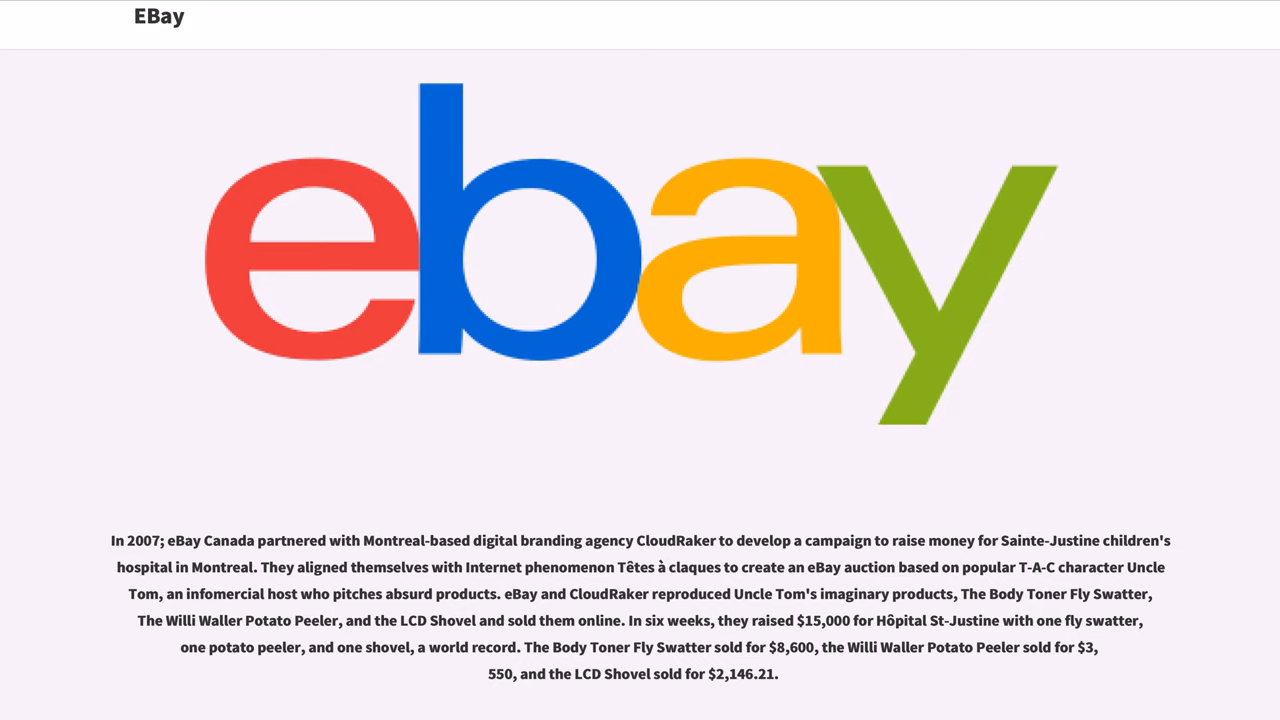 EBay
ebay
In 2007; eBay Canada partnered with Montreal-based digital branding agency CloudRaker to develop a campaign to raise money for Sainte-Justine children's
hospital in Montreal. They aligned themselves with Internet phenomenon Têtes à claques to create an eBay auction based on popular T-A-C character Uncle
Tom, an infomercial host who pitches absurd products. eBay and CloudRaker reproduced Uncle Tom's imaginary products, The Body Toner Fly Swatter,
The Willi Waller Potato Peeler, and the LCD Shovel and sold them online. In six weeks, they raised $15,000 for Hôpital St-Justine with one fly swatter,
one potato peeler, and one shovel, a world record. The Body Toner Fly Swatter sold for $8,600, the Willi Waller Potato Peeler sold for $3,
550, and the LCD Shovel sold for $2,146.21.